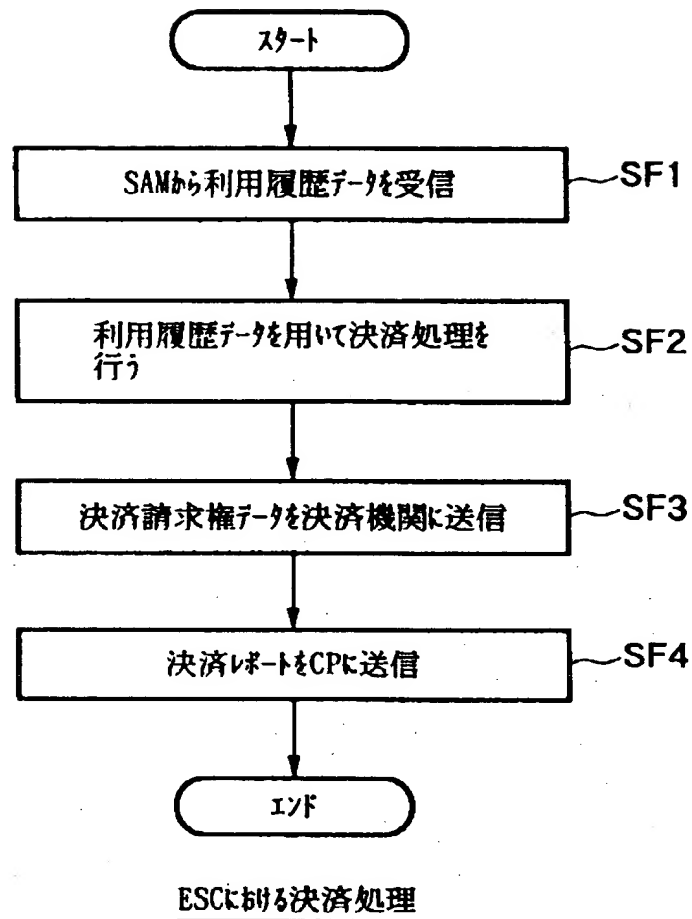 スタート
SAMから利用履歴データを受信
SF1
利用履歴データを用いて決済処理を
行う
SF2
決済請求権データを決済機関に送信
SF3
決済レポートをCPに送信
SF4
エンド
ESCにおける決済処理